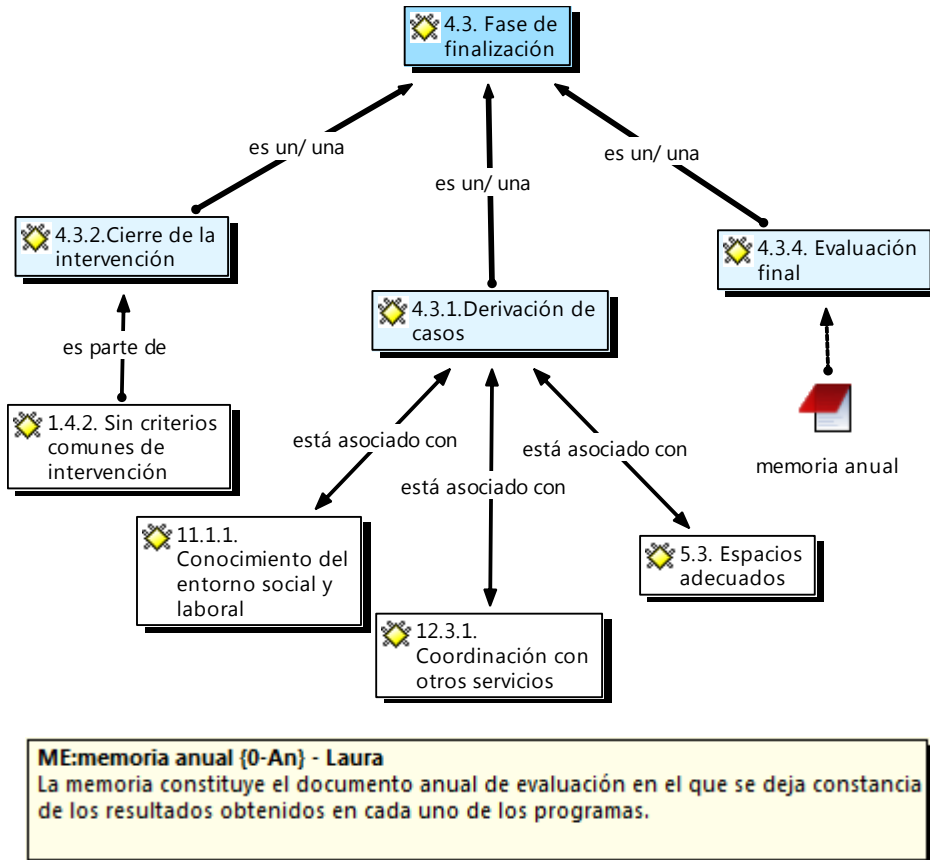 4.3. Fase de
finalización
es un/ una
es un/ una
es un/ una
4.3.2.Cierre de la
intervención
4.3.4. Evaluación
final
4.3.1.Derivación de
casos
es parte de
1.4.2. Sin criterios
comunes de
intervención
está asociado con
está asociado con
está asociado con
memoria anual
11.1.1.
Conocimiento del
entorno social y
laboral
5.3. Espacios
adecuados
12.3.1.
Coordinación con
otros servicios
ME:memoria anual {0-An} - Laura
La memoria constituye el documento anual de evaluación en el que se deja constancia
de los resultados obtenidos en cada uno de los programas.